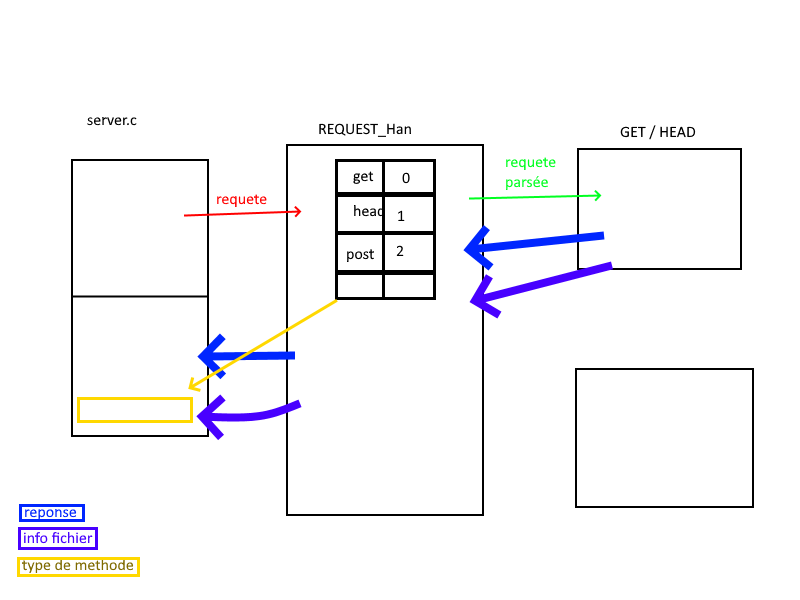 server.c
REQUEST_Han
GET / HEAD
requete
get 0
head 1
post 2
requete
parsée
reponse
info fichier
type de methode